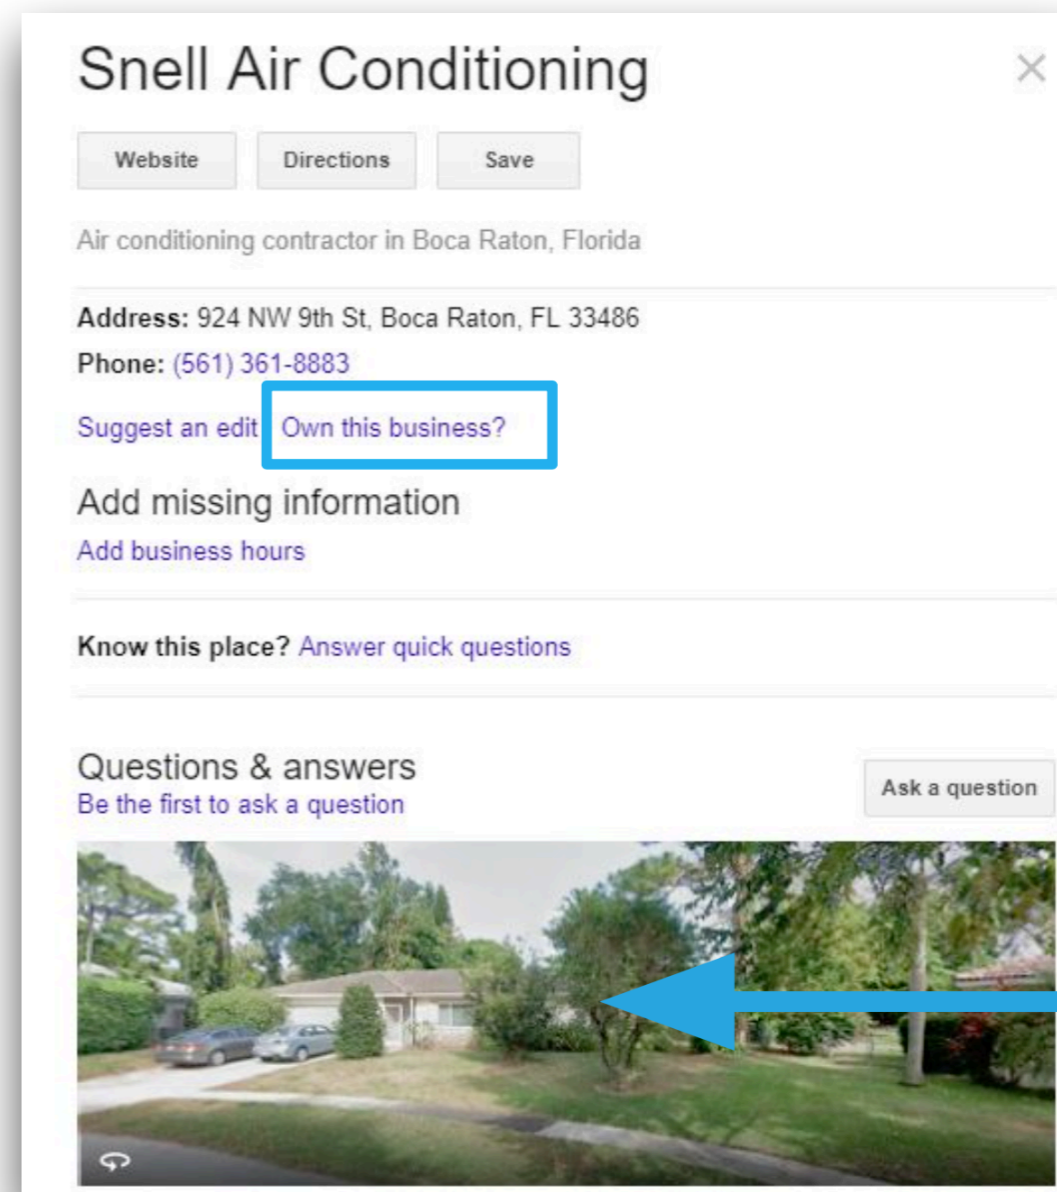 Snell Air Conditioning
Website Directions Save
Air conditioning contractor in Boca Raton, Florida
Address: 924 NW 9th St, Boca Raton, FL 33486
Phone: (561) 361-8883
Suggest an edit Own this business?
Add missing information
Add business hours
Know this place? Answer quick questions
Questions & answers
Be the first to ask a question
Ask a question